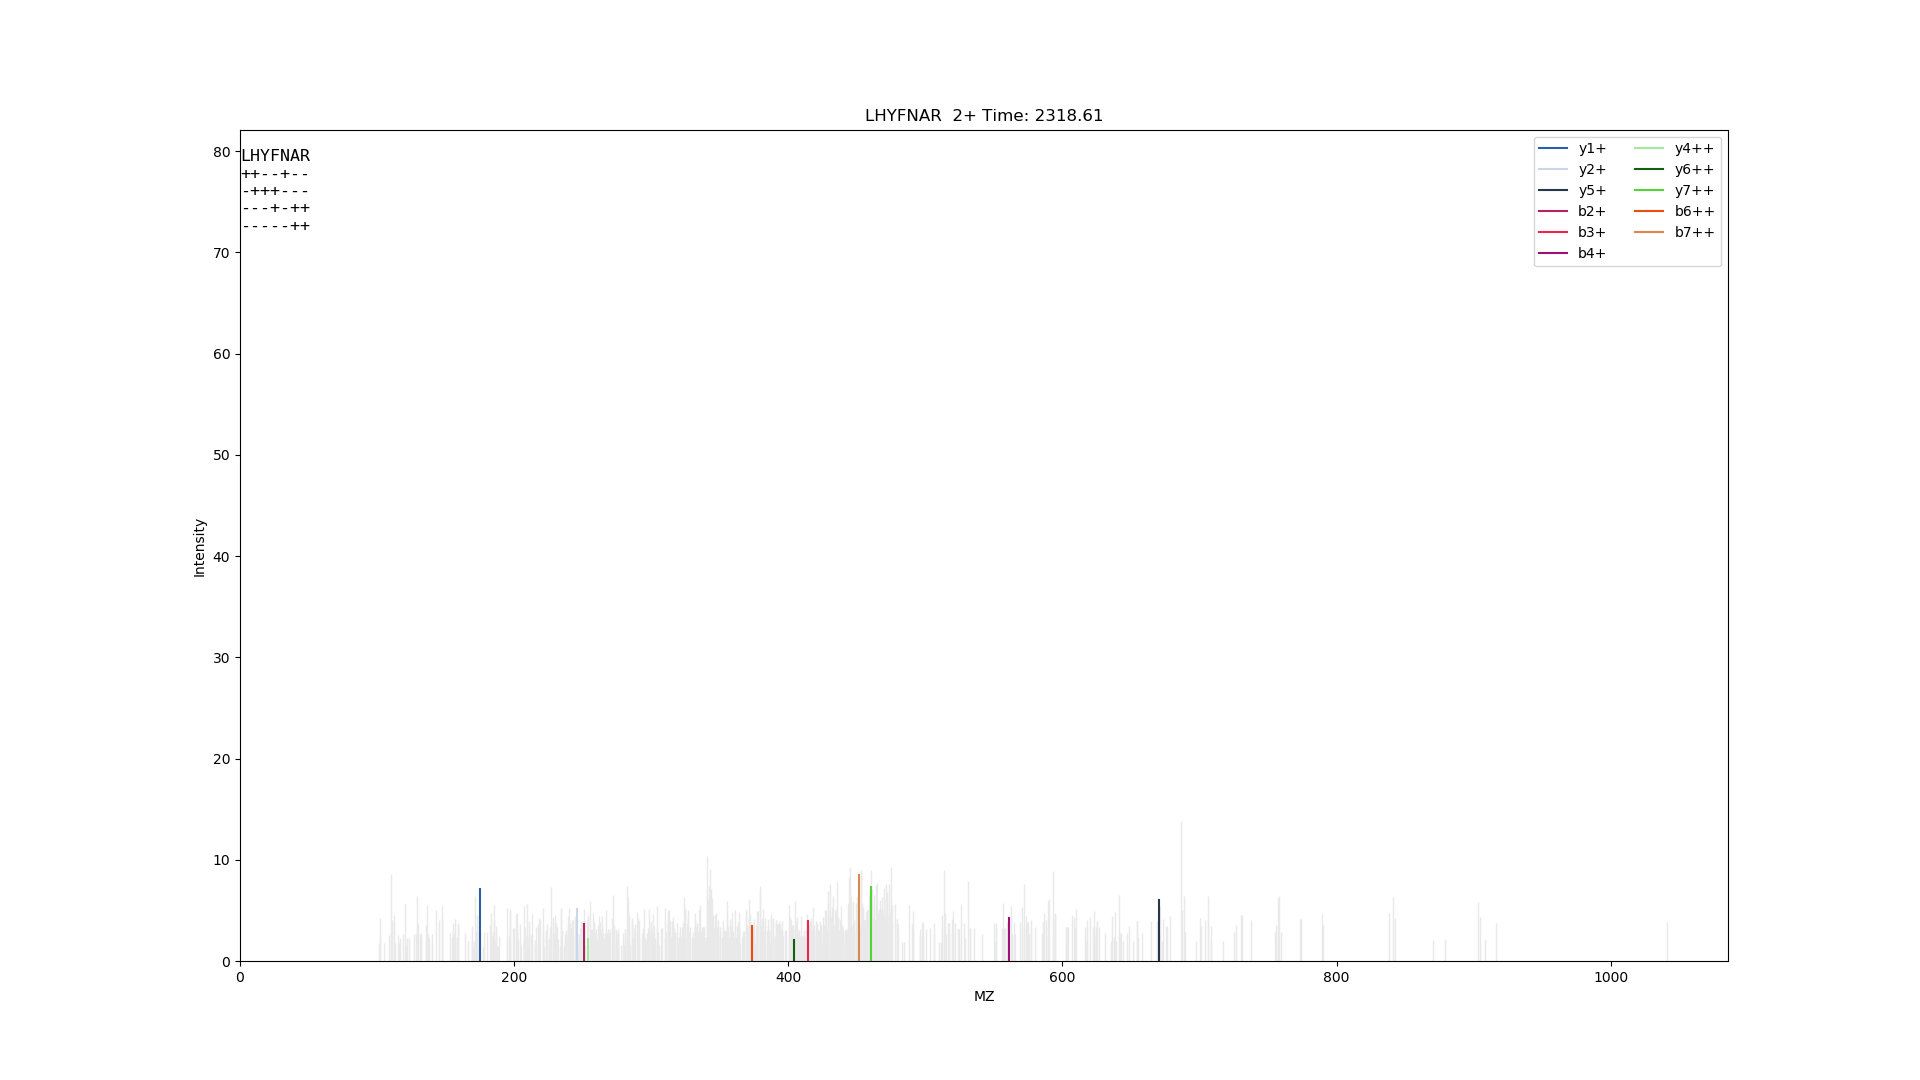 LHYFNAR  2+ Time: 2318.61
LHYFNAR
++--+--
-+++---
---+-++
-----++
y1+
y2+
y5+
b2+
b3+
b4+
y4++
y6++
y7++
b6++
b7++
80
70
60
50
40
30
20
10
0
Intensity
0 200 400 600 800 1000
MZ